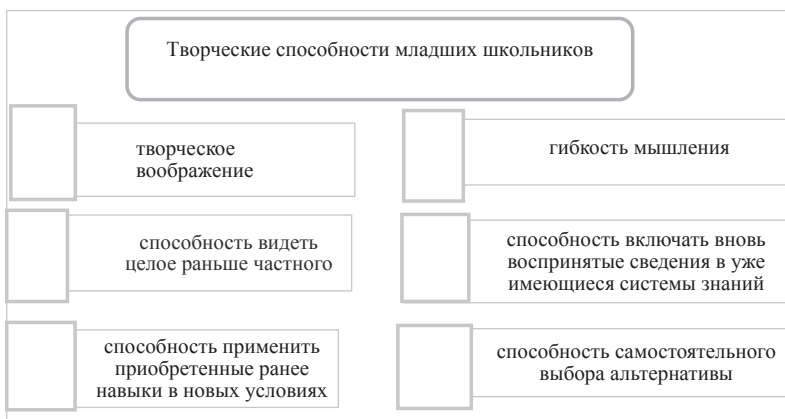 Творческие способности младших школьников
творческое
воображение
гибкость мышления
способность видеть
целое раньше частного
способность включать вновь
воспринятые сведения в уже
имеющиеся системы знаний
способность применить
приобретенные ранее
навыки в новых условиях
способность самостоятельного
выбора альтернативы